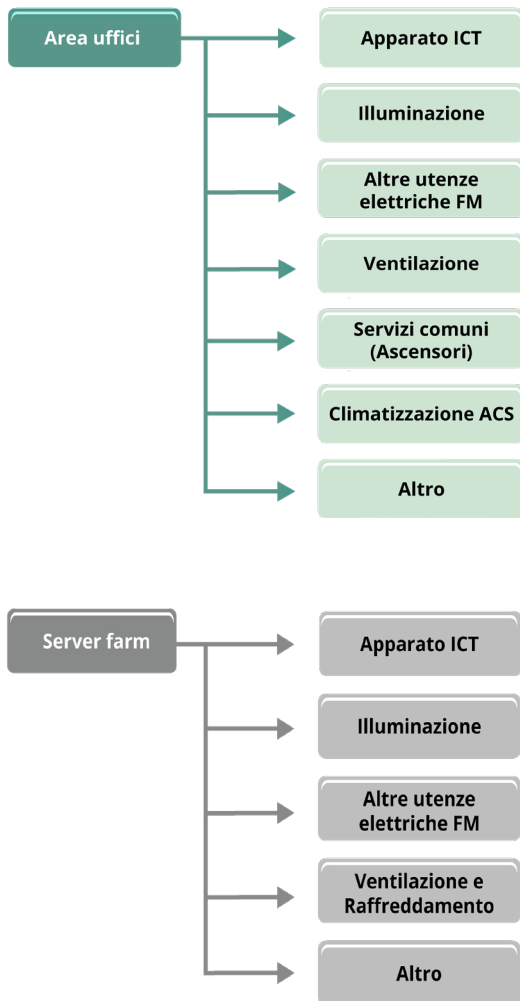 Area uffici
Apparato ICT
Illuminazione
Altre utenze
elettriche FM
Ventilazione
Servizi comuni
(Ascensori)
Climatizzazione ACS
Altro
Server farm
Apparato ICT
Illuminazione
Altre utenze
elettriche FM
Ventilazione e
Raffreddamento
Altro